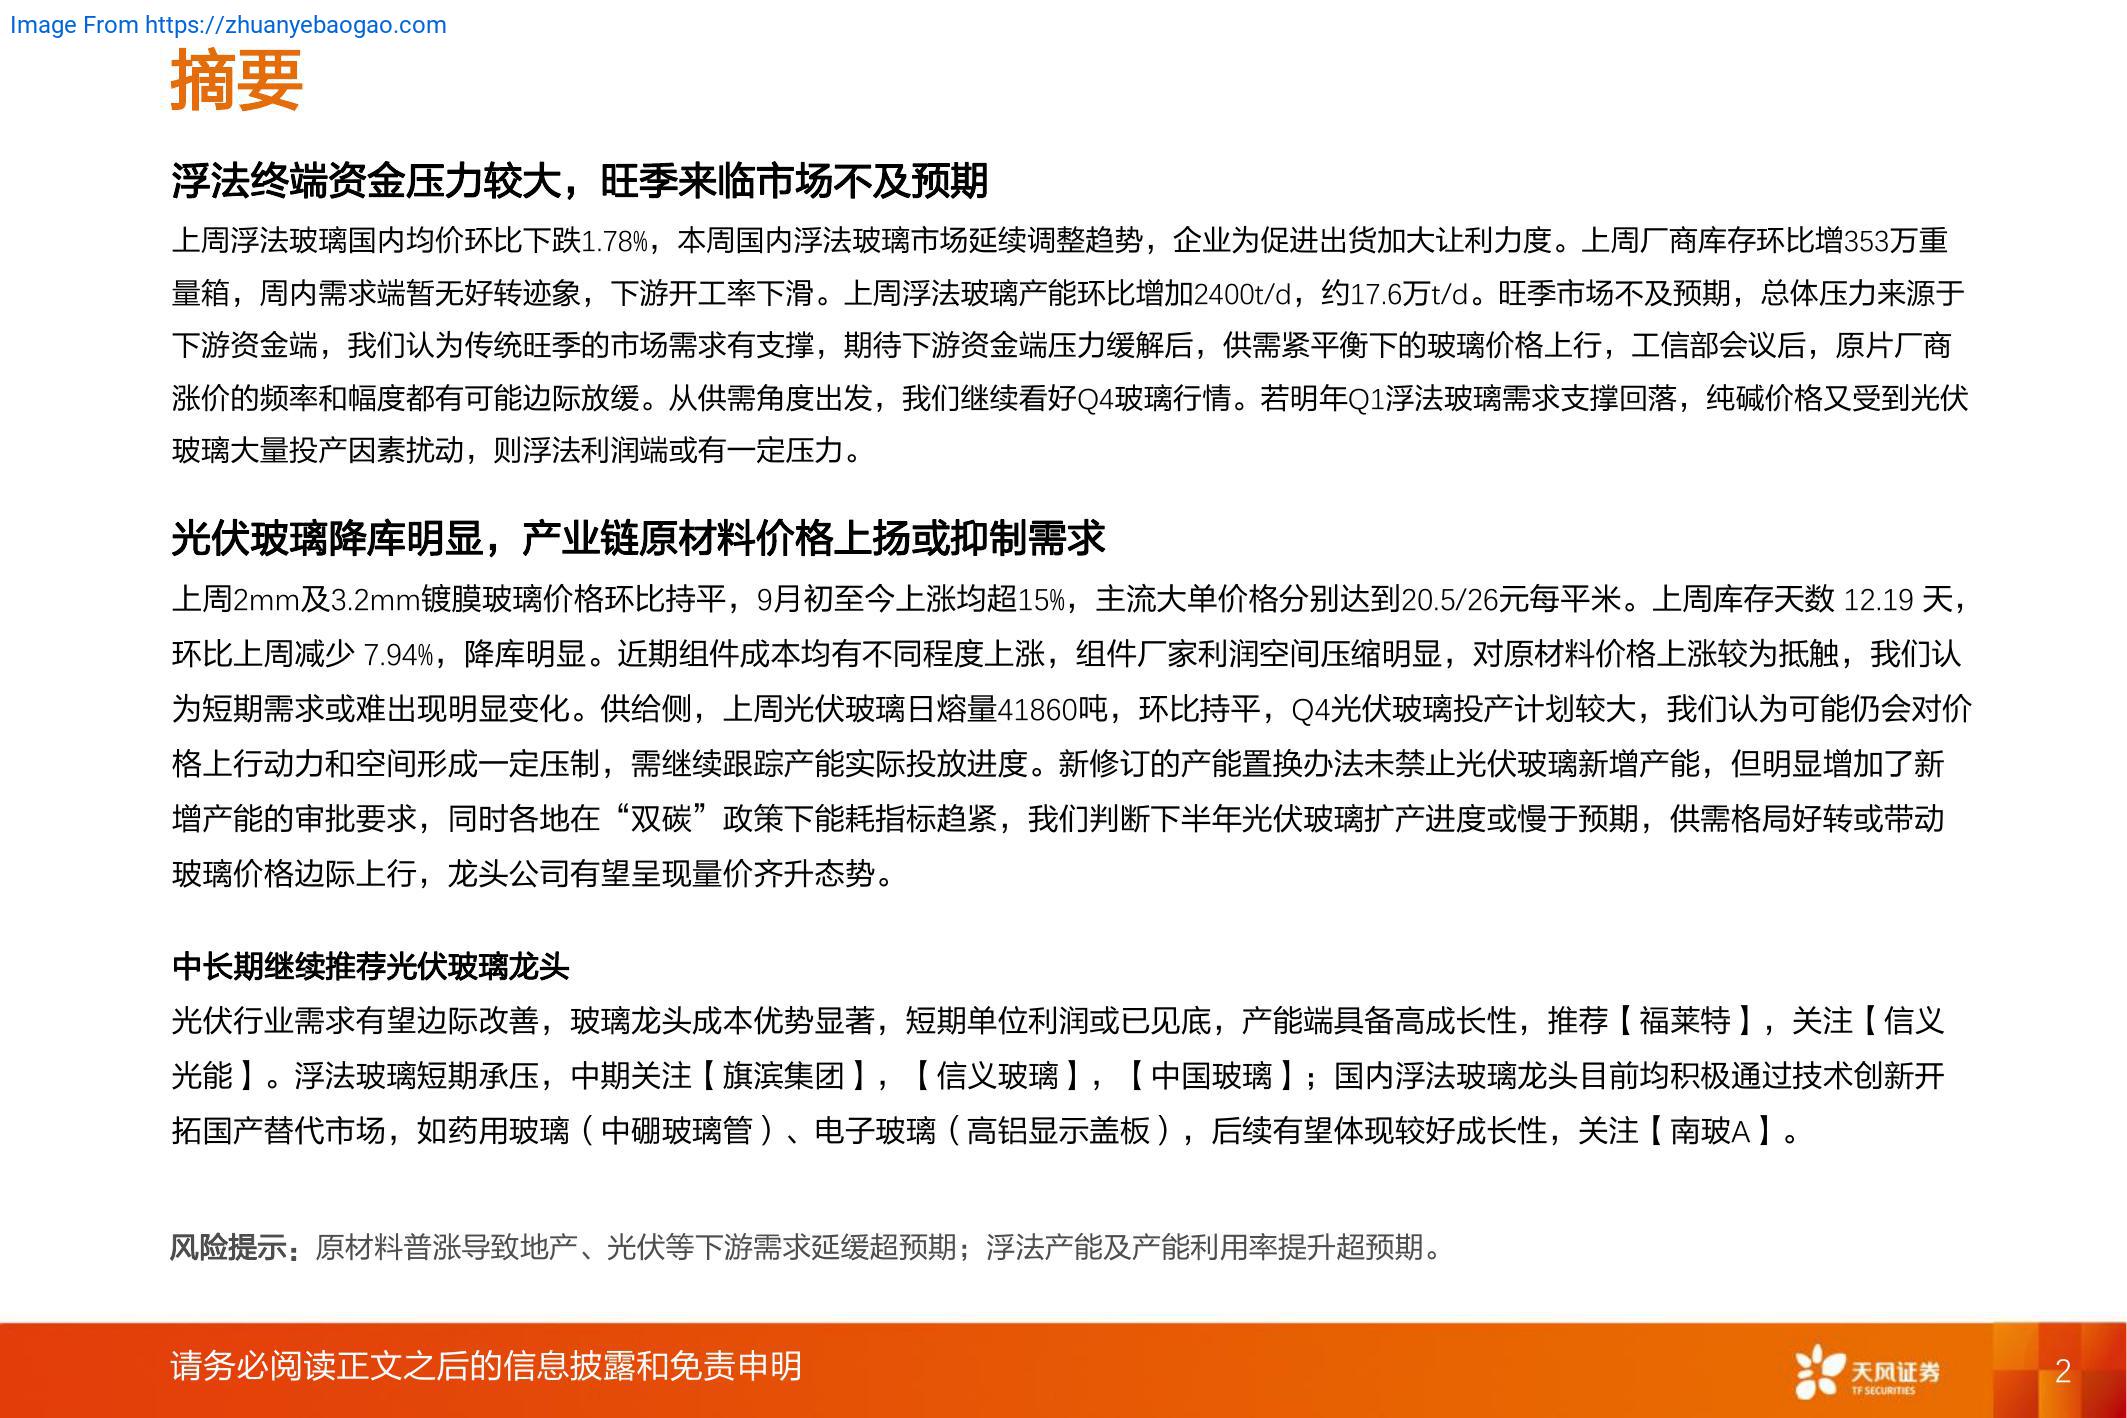 Image From https://zhuanyebaogao.com
摘要
浮法终端资金压力较大，旺季来临市场不及预期
上周浮法玻璃国内均价环比下跌1.78%，本周国内浮法玻璃市场延续调整趋势，企业为促进出货加大让利力度。上周厂商库存环比增353万重
量箱，周内需求端暂无好转迹象，下游开工率下滑。上周浮法玻璃产能环比增加2400t/d，约17.6万t/d。旺季市场不及预期，总体压力来源于
下游资金端，我们认为传统旺季的市场需求有支撑，期待下游资金端压力缓解后，供需紧平衡下的玻璃价格上行，工信部会议后，原片厂商
涨价的频率和幅度都有可能边际放缓。从供需角度出发，我们继续看好Q4玻璃行情。若明年Q1浮法玻璃需求支撑回落，纯碱价格又受到光伏
玻璃大量投产因素扰动，则浮法利润端或有一定压力。
光伏玻璃降库明显，产业链原材料价格上扬或抑制需求
上周2mm及3.2mm镀膜玻璃价格环比持平，9月初至今上涨均超15%，主流大单价格分别达到20.5/26元每平米。上周库存天数 12.19 天，
环比上周减少 7.94%，降库明显。近期组件成本均有不同程度上涨，组件厂家利润空间压缩明显，对原材料价格上涨较为抵触，我们认
为短期需求或难出现明显变化。供给侧，上周光伏玻璃日熔量41860吨，环比持平，Q4光伏玻璃投产计划较大，我们认为可能仍会对价
格上行动力和空间形成一定压制，需继续跟踪产能实际投放进度。新修订的产能置换办法未禁止光伏玻璃新增产能，但明显增加了新
增产能的审批要求，同时各地在“双碳”政策下能耗指标趋紧，我们判断下半年光伏玻璃扩产进度或慢于预期，供需格局好转或带动
玻璃价格边际上行，龙头公司有望呈现量价齐升态势。
中长期继续推荐光伏玻璃龙头
光伏行业需求有望边际改善，玻璃龙头成本优势显著，短期单位利润或已见底，产能端具备高成长性，推荐【福莱特】，关注【信义
光能】。浮法玻璃短期承压，中期关注【旗滨集团】，【信义玻璃】，【中国玻璃】；国内浮法玻璃龙头目前均积极通过技术创新开
拓国产替代市场，如药用玻璃（中硼玻璃管）、电子玻璃（高铝显示盖板），后续有望体现较好成长性，关注【南玻A】。
风险提示：原材料普涨导致地产、光伏等下游需求延缓超预期；浮法产能及产能利用率提升超预期。
请务必阅读正文之后的信息披露和免责申明
天风证券
TF SECURITIES
2